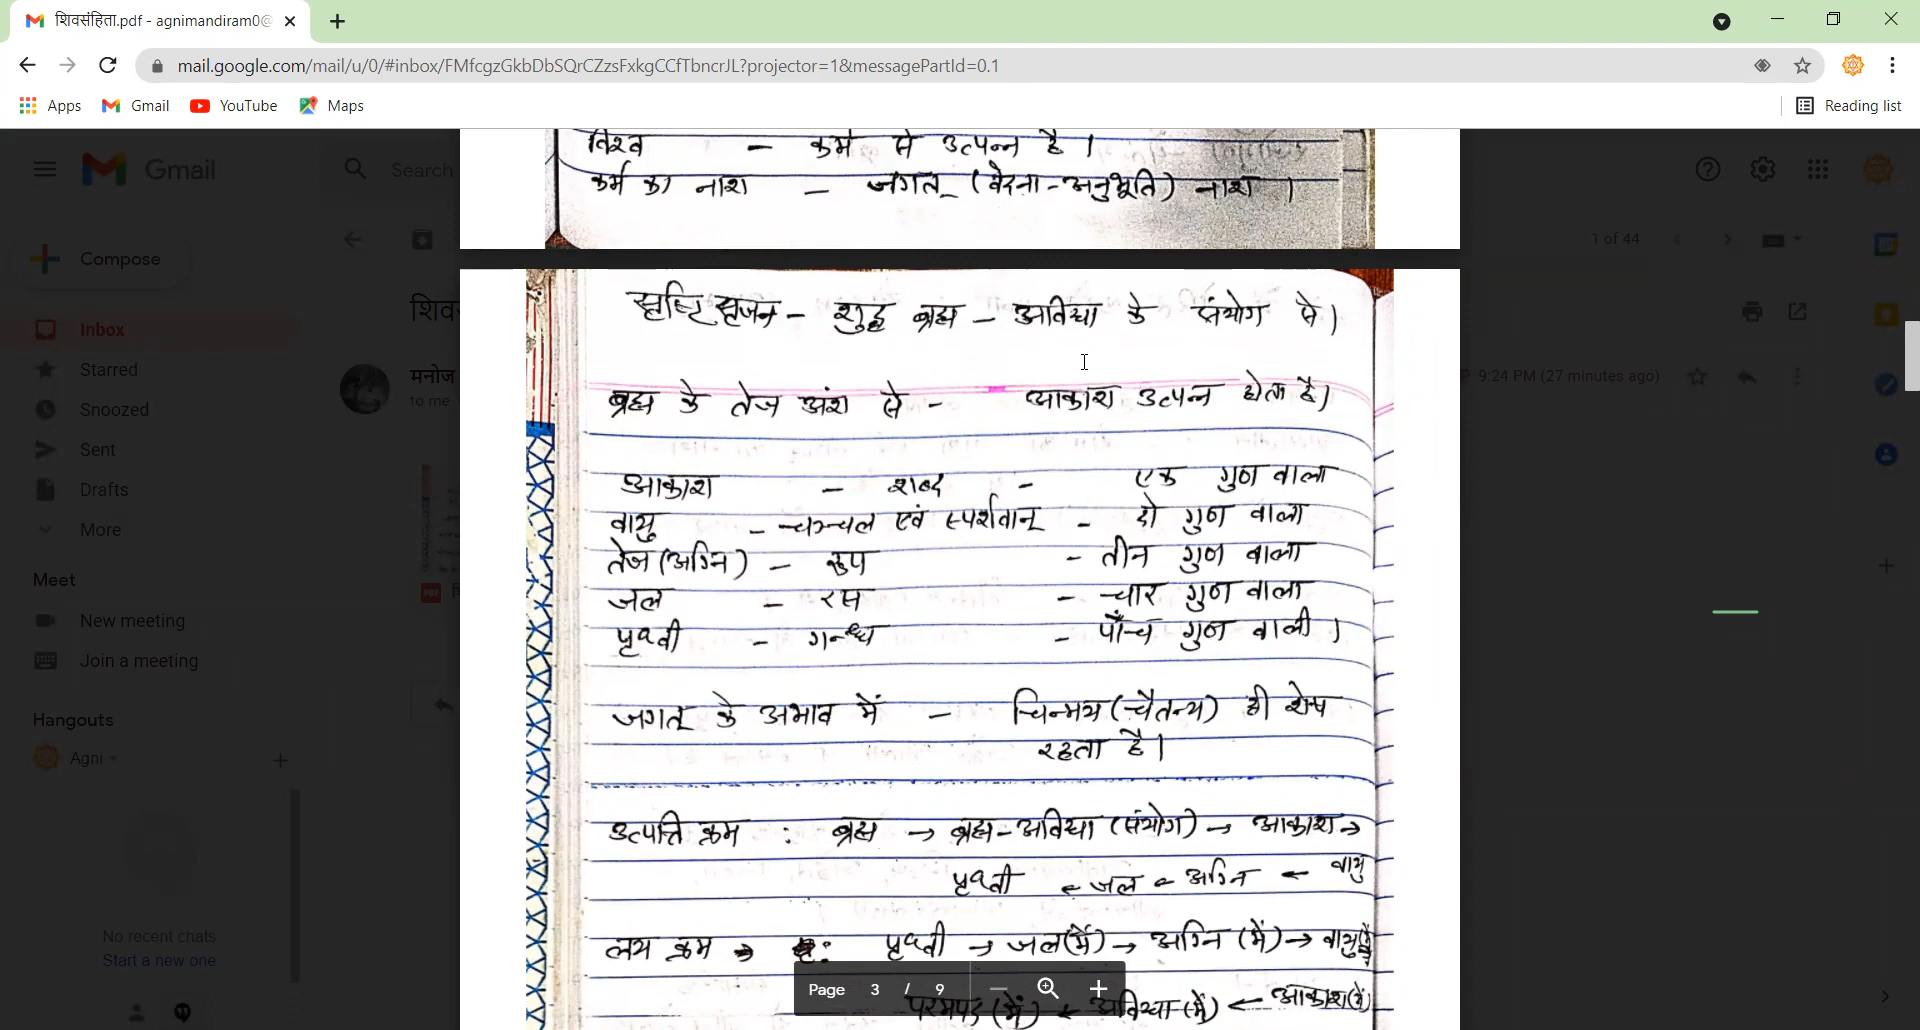 शिवसंहिता.pdf - agnimandiram0@
mail.google.com/mail/u/0/#inbox/FMfcgzGkbDbSQrCZzsFxkgCCfTbncrJL?projector=1&messagePartId=0.1
Apps Gmail YouTube Maps Reading list
Gmail
Search
Compose
1 of 44
Inbox
Starred
Snoozed
Sent
Drafts
More
शिव
मनोज
to me
9:24 PM (27 minutes ago)
Meet
New meeting
Join a meeting
Hangouts
Agni
No recent chats
Start a new one
विश्व – कर्म से उत्पन्न है।
कर्म का नाश – जगत् (वेदना-अनुभूति) नाश।
सृष्टि सृजन – शुद्ध ब्रह्म – अविद्या के संयोग से।
ब्रह्म के तेज अंश से – आकाश उत्पन्न होता है।
आकाश – शब्द – एक गुण वाला
वायु – चञ्चल एवं स्पर्शवान् – दो गुण वाला
तेज (अग्नि) – रूप – तीन गुण वाला
जल – रस – चार गुण वाला
पृथ्वी – गन्ध – पाँच गुण वाली।
जगत् के अभाव में – चिन्मय (चैतन्य) ही शेष
रहता है।
उत्पत्ति क्रम : ब्रह्म → ब्रह्म-अविद्या (संयोग) → आकाश →
पृथ्वी ← जल ← अग्नि ← वायु
लय क्रम → : पृथ्वी → जल (में) → अग्नि (में) → वायु (में)
परमपद (में) ← अविद्या (में) ← आकाश (में)
Page 3 / 9